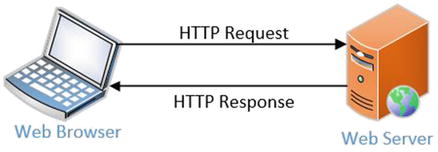 HTTP Request
HTTP Response
Web Browser
Web Server